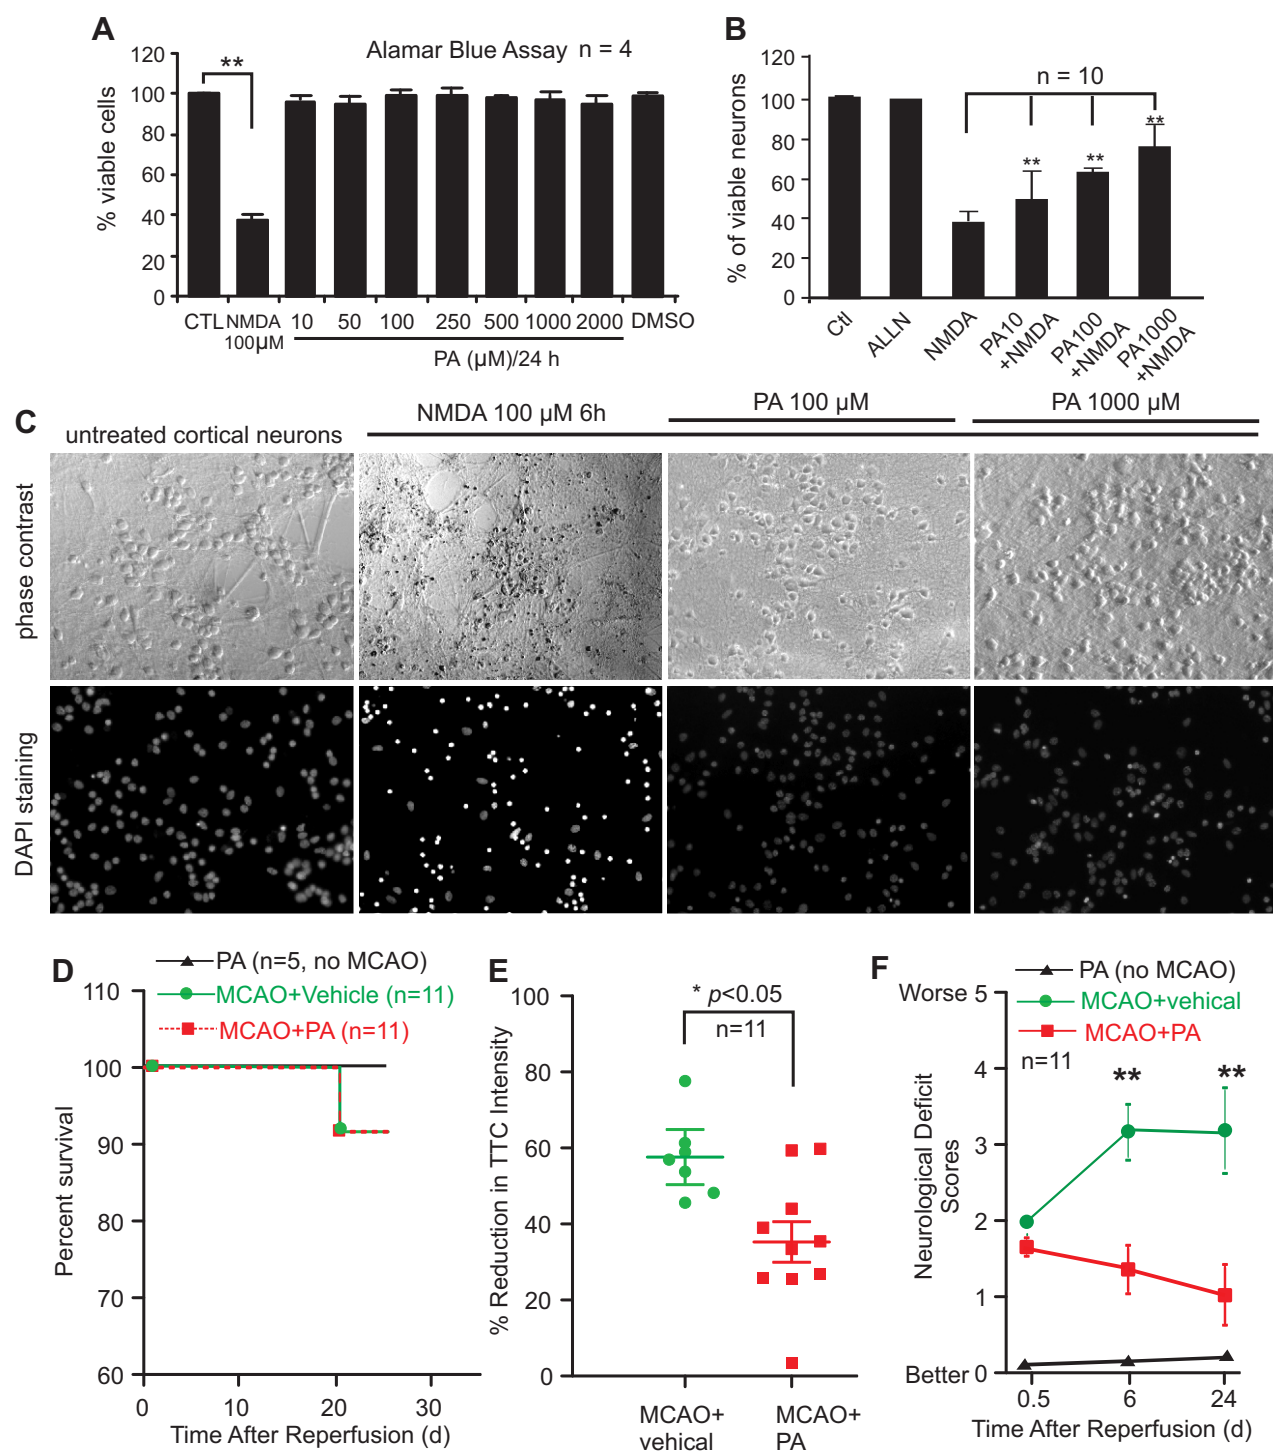 A
Alamar Blue Assay n = 4
**
% viable cells
120
100
80
60
40
20
0
CTL NMDA 100µM 10 50 100 250 500 1000 2000 DMSO
PA (µM)/24 h
B
n = 10
** ** **
% of viable neurons
120
100
80
60
40
20
0
Ctl
ALLN
NMDA
PA10
+NMDA
PA100
+NMDA
PA1000
+NMDA
C
untreated cortical neurons
NMDA 100 µM 6h
PA 100 µM
PA 1000 µM
phase contrast
DAPI staining
D
PA (n=5, no MCAO)
MCAO+Vehicle (n=11)
MCAO+PA (n=11)
Percent survival
110
100
90
80
70
60
0 10 20 30
Time After Reperfusion (d)
E
* p<0.05
n=11
% Reduction in TTC Intensity
100
80
60
40
20
0
MCAO+
vehical
MCAO+
PA
F
PA (no MCAO)
MCAO+vehical
MCAO+PA
n=11
** **
Neurological Deficit
Scores
Worse 5
4
3
2
1
Better 0
0.5 6 24
Time After Reperfusion (d)